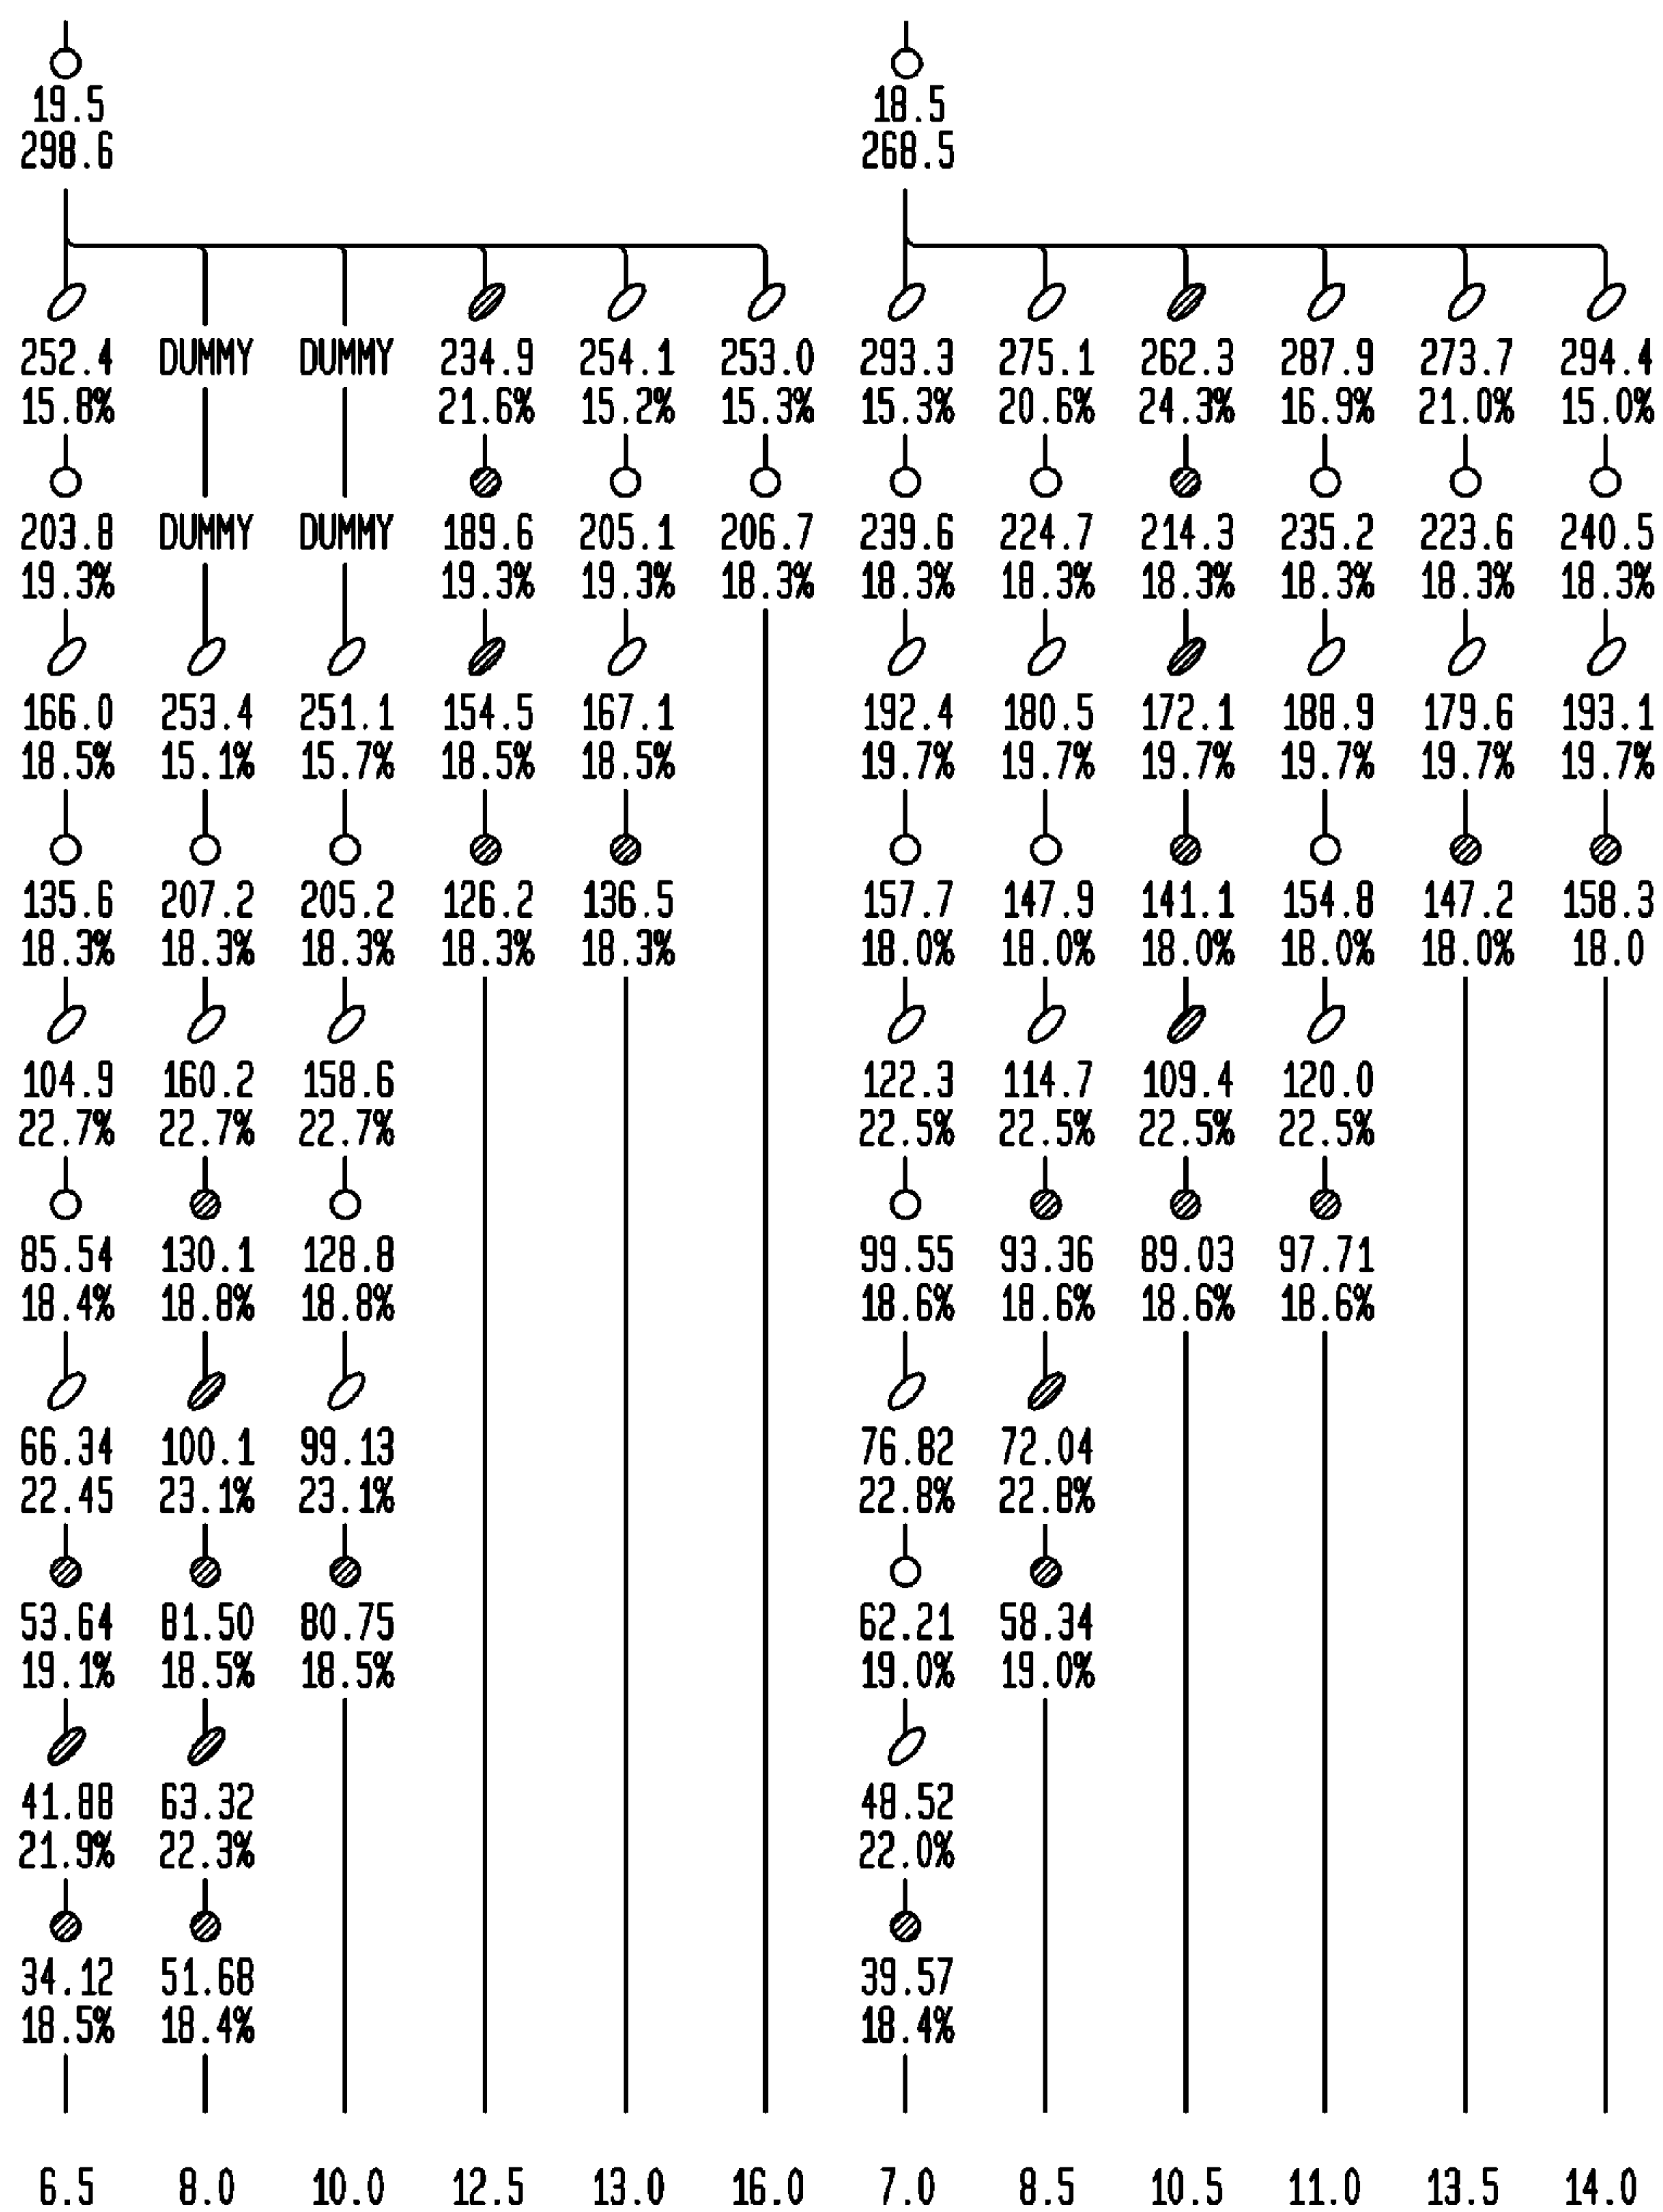 19.5 18.5
298.6 268.5
252.4 DUMMY DUMMY 234.9 254.1 253.0 293.3 275.1 262.3 287.9 273.7 294.4
15.8% 21.6% 15.2% 15.3% 15.3% 20.6% 24.3% 16.9% 21.0% 15.0%
203.8 DUMMY DUMMY 189.6 205.1 206.7 239.6 224.7 214.3 235.2 223.6 240.5
19.3% 19.3% 19.3% 18.3% 18.3% 18.3% 18.3% 18.3% 18.3% 18.3%
166.0 253.4 251.1 154.5 167.1 192.4 180.5 172.1 188.9 179.6 193.1
18.5% 15.1% 15.7% 18.5% 18.5% 19.7% 19.7% 19.7% 19.7% 19.7% 19.7%
135.6 207.2 205.2 126.2 136.5 157.7 147.9 141.1 154.8 147.2 158.3
18.3% 18.3% 18.3% 18.3% 18.3% 18.0% 18.0% 18.0% 18.0% 18.0% 18.0
104.9 160.2 158.6 122.3 114.7 109.4 120.0
22.7% 22.7% 22.7% 22.5% 22.5% 22.5% 22.5%
85.54 130.1 128.8 99.55 93.36 89.03 97.71
18.4% 18.8% 18.8% 18.6% 18.6% 18.6% 18.6%
66.34 100.1 99.13 76.82 72.04
22.45 23.1% 23.1% 22.8% 22.8%
53.64 81.50 80.75 62.21 58.34
19.1% 18.5% 18.5% 19.0% 19.0%
41.88 63.32 48.52
21.9% 22.3% 22.0%
34.12 51.68 39.57
18.5% 18.4% 18.4%
6.5 8.0 10.0 12.5 13.0 16.0 7.0 8.5 10.5 11.0 13.5 14.0